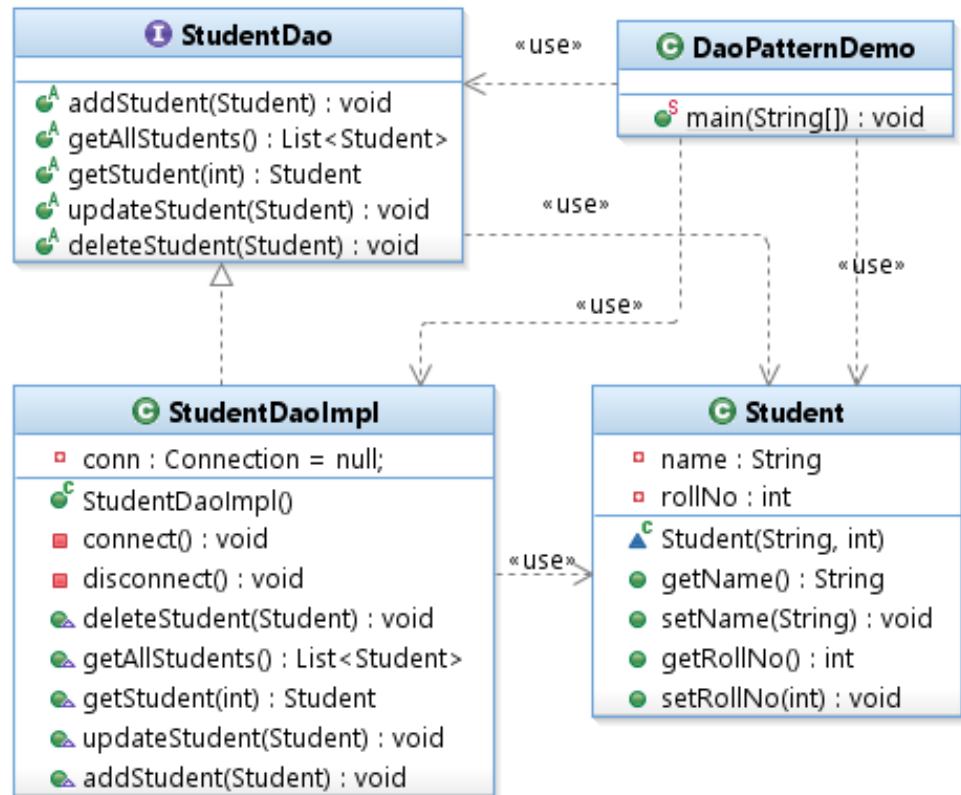 I StudentDao
A addStudent(Student) : void
A getAllStudents() : List<Student>
A getStudent(int) : Student
A updateStudent(Student) : void
A deleteStudent(Student) : void
«use»
C DaoPatternDemo
S main(String[]) : void
«use»
«use»
«use»
C StudentDaoImpl
conn : Connection = null;
C StudentDaoImpl()
connect() : void
disconnect() : void
deleteStudent(Student) : void
getAllStudents() : List<Student>
getStudent(int) : Student
updateStudent(Student) : void
addStudent(Student) : void
«use»
C Student
name : String
rollNo : int
C Student(String, int)
getName() : String
setName(String) : void
getRollNo() : int
setRollNo(int) : void